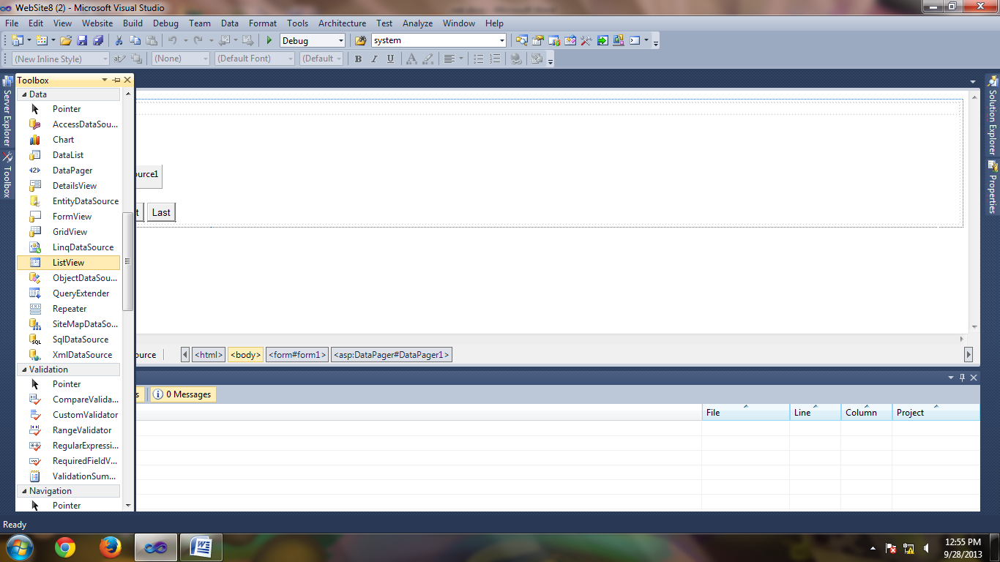 WebSite8 (2) - Microsoft Visual Studio
File Edit View Website Build Debug Team Data Format Tools Architecture Test Analyze Window Help
Debug system
(New Inline Style) (None) (Default Font) (Default B I U
Toolbox
Server Explorer
Toolbox
Data
Pointer
AccessDataSou...
Chart
DataList
DataPager
DetailsView
EntityDataSource
FormView
GridView
LinqDataSource
ListView
ObjectDataSou...
QueryExtender
Repeater
SiteMapDataSo...
SqlDataSource
XmlDataSource
Validation
Pointer
CompareValida...
CustomValidator
RangeValidator
RegularExpressi...
RequiredFieldV...
ValidationSum...
Navigation
Pointer
ource1
t Last
ource <html> <body> <form#form1> <asp:DataPager#DataPager1>
s 0 Messages
File Line Column Project
Solution Explorer
Properties
Ready
12:55 PM
9/28/2013